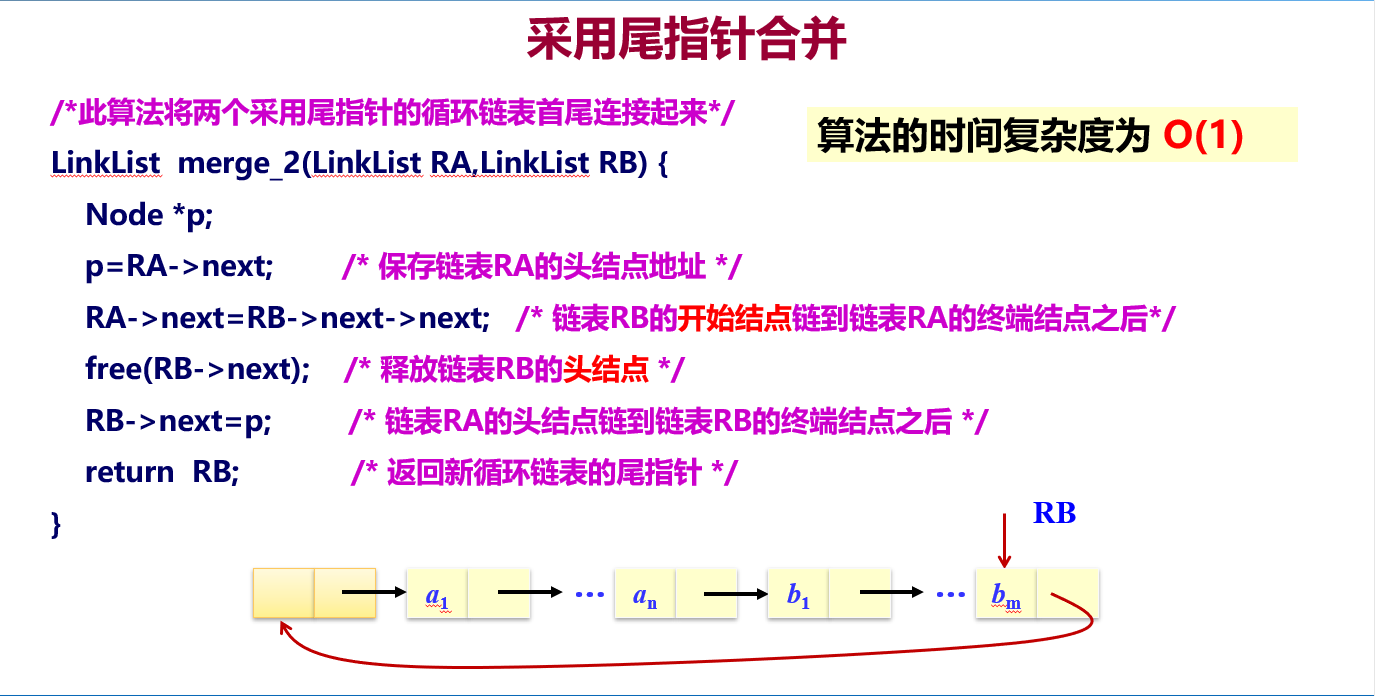 采用尾指针合并
/*此算法将两个采用尾指针的循环链表首尾连接起来*/
算法的时间复杂度为 O(1)
LinkList merge_2(LinkList RA,LinkList RB) {
Node *p;
p=RA->next; /* 保存链表RA的头结点地址 */
RA->next=RB->next->next; /* 链表RB的开始结点链到链表RA的终端结点之后*/
free(RB->next); /* 释放链表RB的头结点 */
RB->next=p; /* 链表RA的头结点链到链表RB的终端结点之后 */
return RB; /* 返回新循环链表的尾指针 */
}
RB
a1 … an b1 … bm